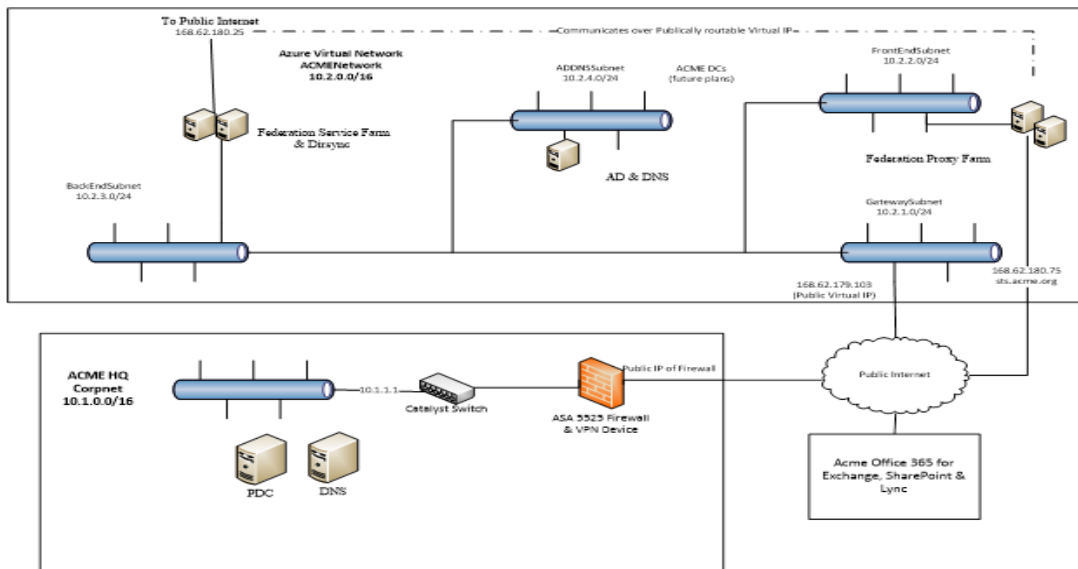 To Public Internet
168.62.180.25
Communicates over Publically routable Virtual IP
Azure Virtual Network
ACMENetwork
10.2.0.0/16
ADDNSSubnet
10.2.4.0/24
ACME DCs
(future plans)
FrontEndSubnet
10.2.2.0/24
Federation Service Farm
& Dirsync
Federation Proxy Farm
AD & DNS
BackEndSubnet
10.2.3.0/24
GatewaySubnet
10.2.1.0/24
168.62.179.103
(Public Virtual IP)
168.62.180.75
sts.acme.org
ACME HQ
Corpnet
10.1.0.0/16
10.1.1.1
Catalyst Switch
Public IP of Firewall
ASA 5525 Firewall
& VPN Device
Public Internet
PDC
DNS
Acme Office 365 for
Exchange, SharePoint &
Lync